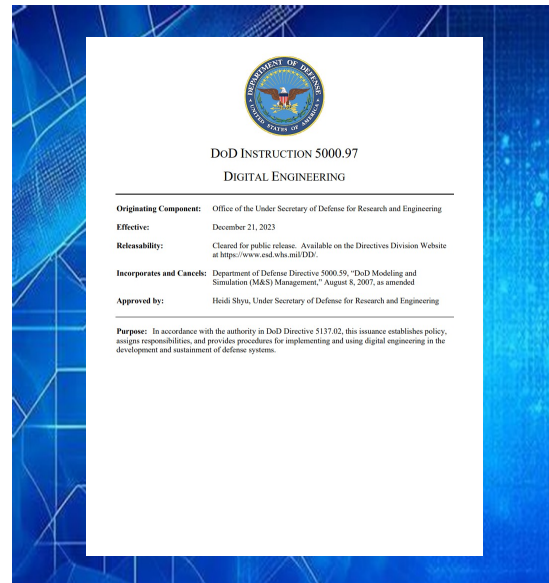 DEPARTMENT OF DEFENSE
UNITED STATES OF AMERICA
DOD INSTRUCTION 5000.97
DIGITAL ENGINEERING
Originating Component: Office of the Under Secretary of Defense for Research and Engineering
Effective: December 21, 2023
Releasability: Cleared for public release. Available on the Directives Division Website
at https://www.esd.whs.mil/DD/.
Incorporates and Cancels: Department of Defense Directive 5000.59, “DoD Modeling and
Simulation (M&S) Management,” August 8, 2007, as amended
Approved by: Heidi Shyu, Under Secretary of Defense for Research and Engineering
Purpose: In accordance with the authority in DoD Directive 5137.02, this issuance establishes policy,
assigns responsibilities, and provides procedures for implementing and using digital engineering in the
development and sustainment of defense systems.